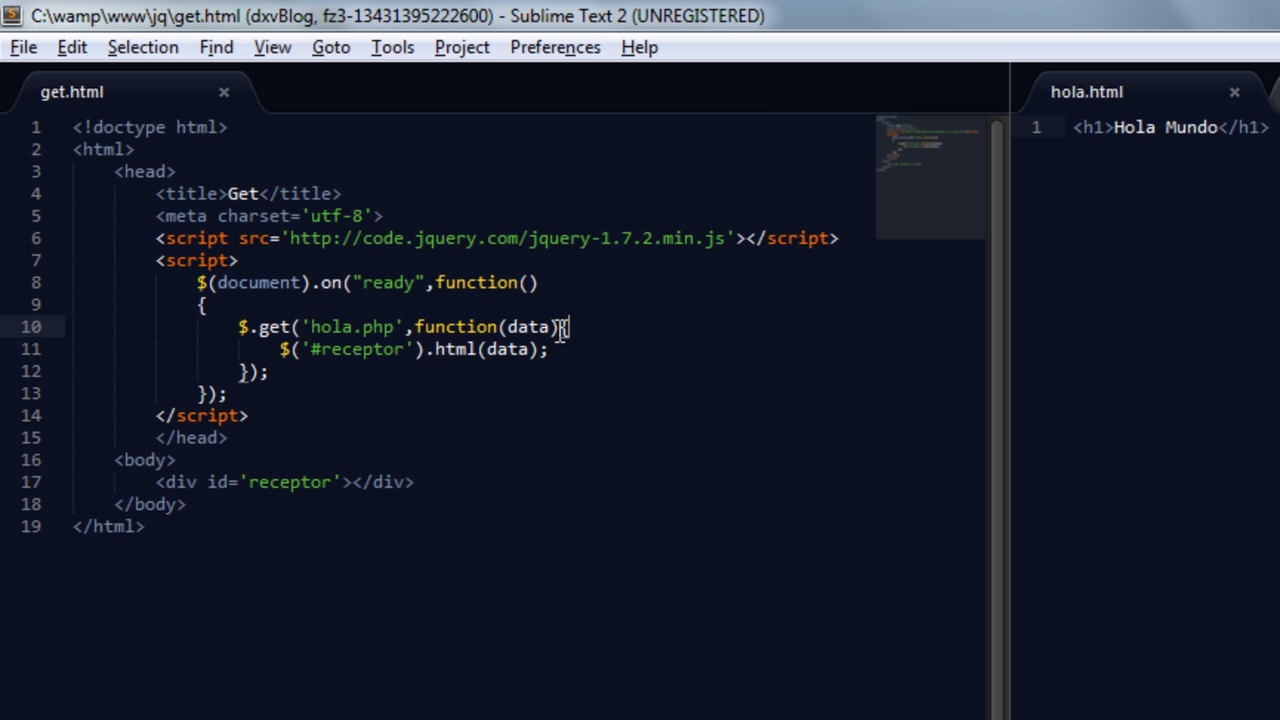 C:\wamp\www\jq\get.html (dxvBlog, fz3-13431395222600) - Sublime Text 2 (UNREGISTERED)
File Edit Selection Find View Goto Tools Project Preferences Help
get.html ×
1 <!doctype html>
2 <html>
3 <head>
4 <title>Get</title>
5 <meta charset='utf-8'>
6 <script src='http://code.jquery.com/jquery-1.7.2.min.js'></script>
7 <script>
8 $(document).on("ready",function()
9 {
10 $.get('hola.php',function(data){
11 $('#receptor').html(data);
12 });
13 });
14 </script>
15 </head>
16 <body>
17 <div id='receptor'></div>
18 </body>
19 </html>
hola.html ×
1 <h1>Hola Mundo</h1>